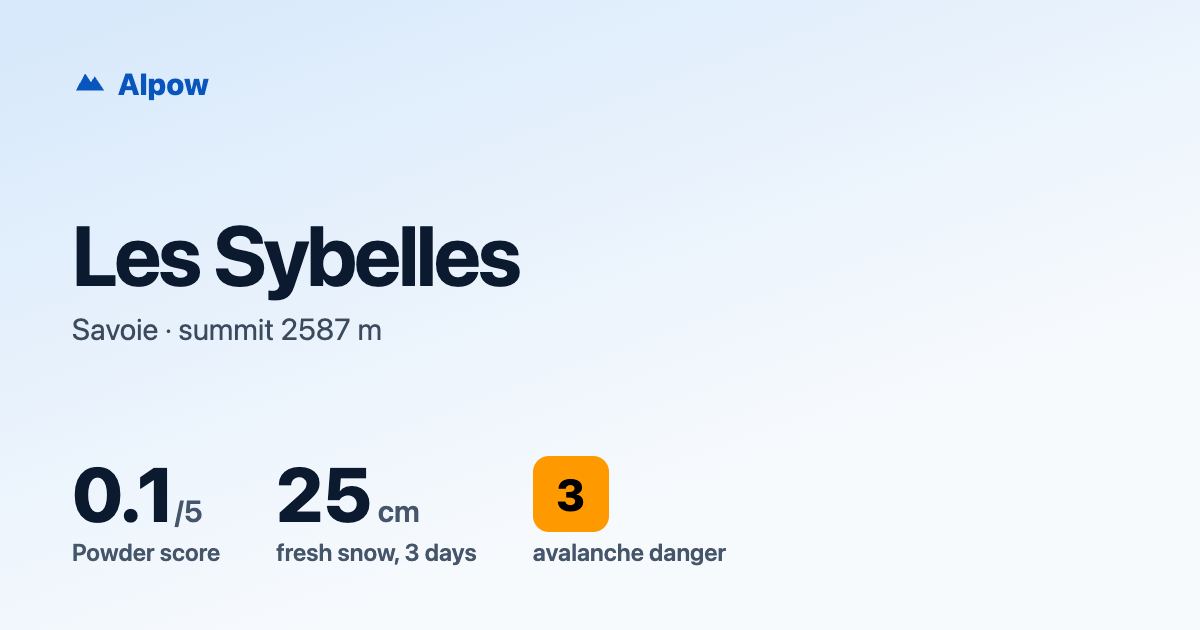 Alpow
Les Sybelles
Savoie · summit 2587 m
0.1/5
Powder score
25 cm
fresh snow, 3 days
3
avalanche danger